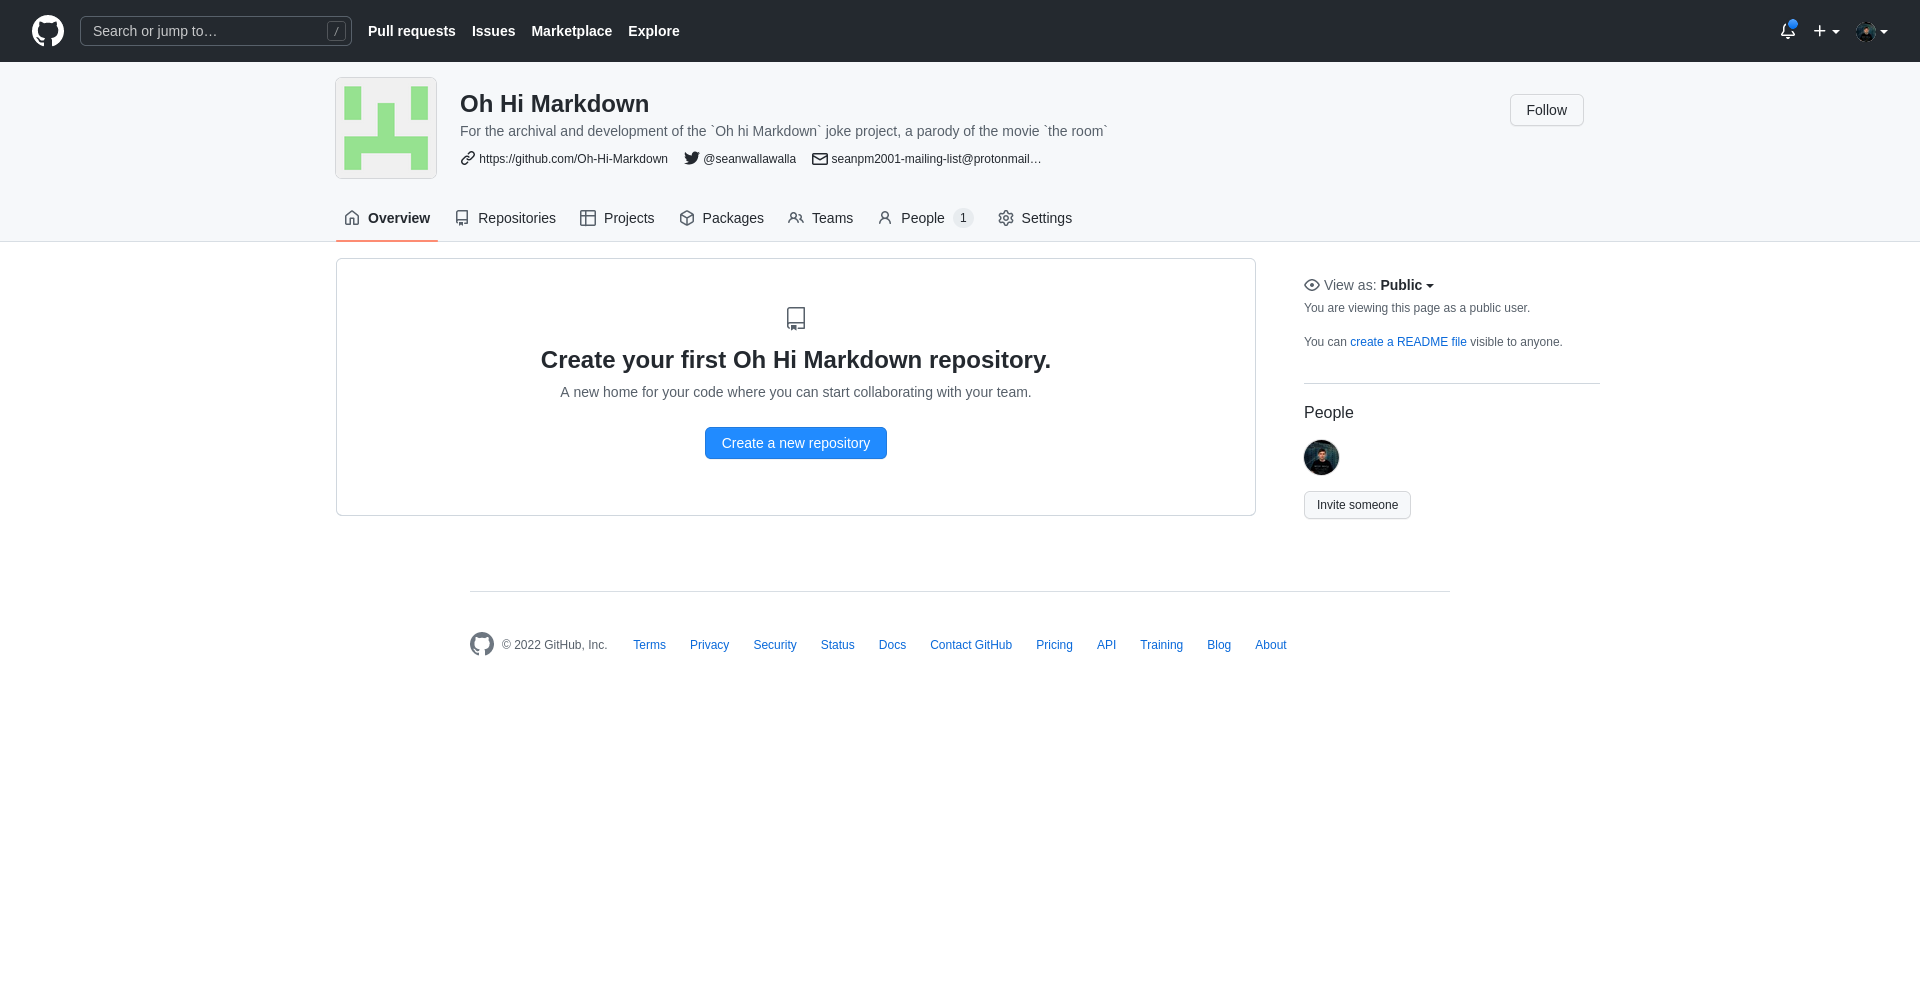 Search or jump to… /
Pull requests Issues Marketplace Explore
Oh Hi Markdown
For the archival and development of the `Oh hi Markdown` joke project, a parody of the movie `the room`
https://github.com/Oh-Hi-Markdown @seanwallawalla seanpm2001-mailing-list@protonmail…
Follow
Overview Repositories Projects Packages Teams People 1 Settings
Create your first Oh Hi Markdown repository.
A new home for your code where you can start collaborating with your team.
Create a new repository
View as: Public
You are viewing this page as a public user.
You can create a README file visible to anyone.
People
Invite someone
© 2022 GitHub, Inc. Terms Privacy Security Status Docs Contact GitHub Pricing API Training Blog About